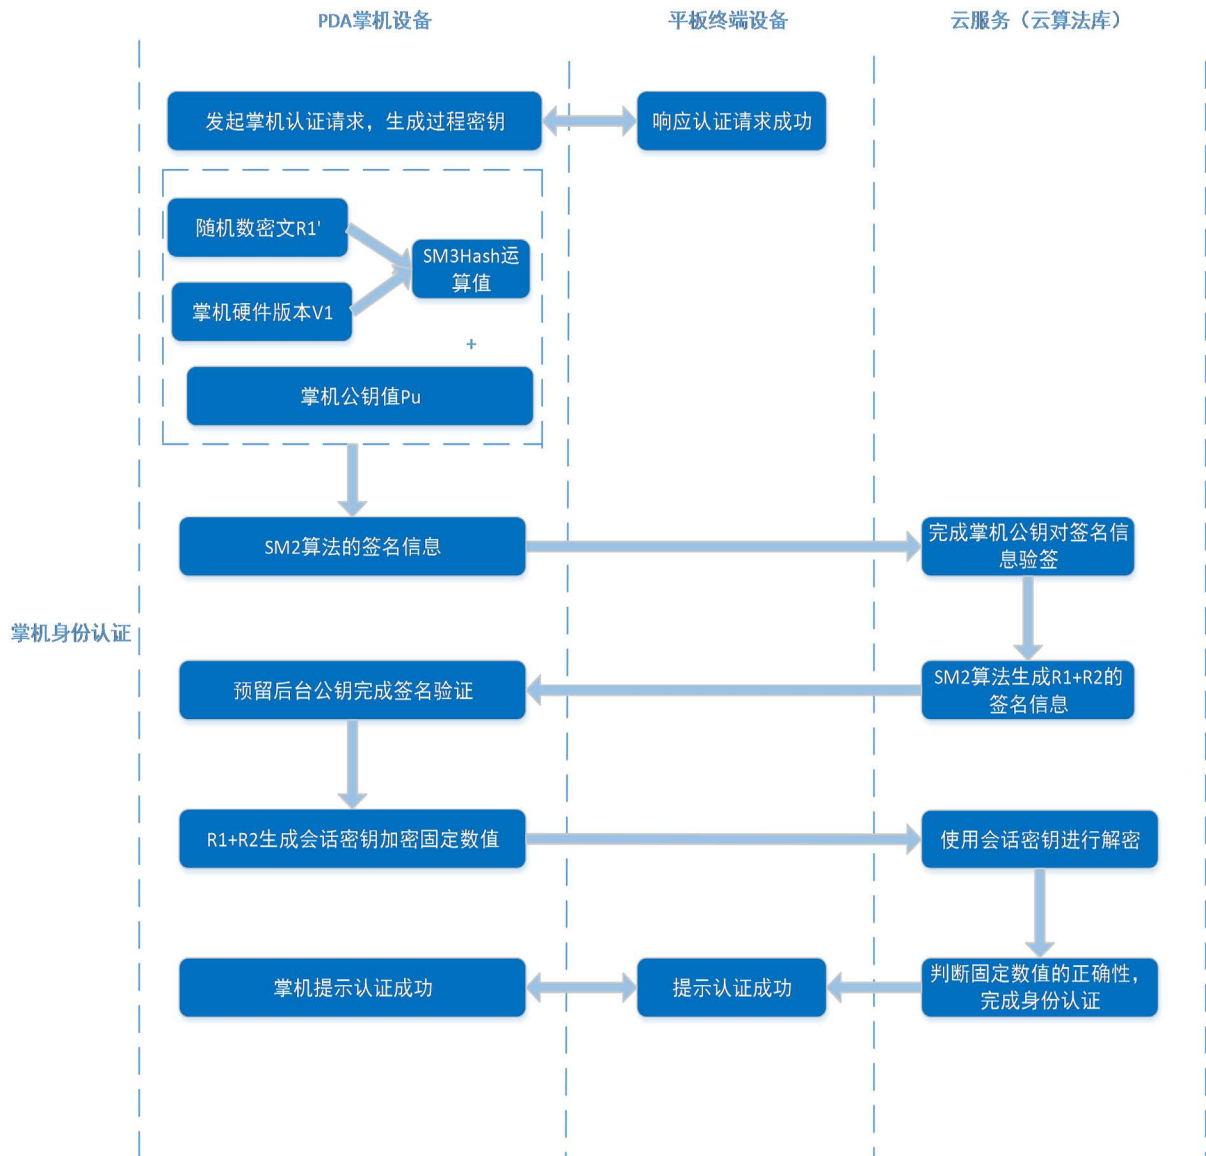 PDA掌机设备
平板终端设备
云服务（云算法库）
发起掌机认证请求，生成过程密钥
响应认证请求成功
随机数密文R1'
SM3Hash运
算值
掌机硬件版本V1
+
掌机公钥值Pu
SM2算法的签名信息
完成掌机公钥对签名信
息验签
掌机身份认证
预留后台公钥完成签名验证
SM2算法生成R1+R2的
签名信息
R1+R2生成会话密钥加密固定数值
使用会话密钥进行解密
掌机提示认证成功
提示认证成功
判断固定数值的正确性，
完成身份认证